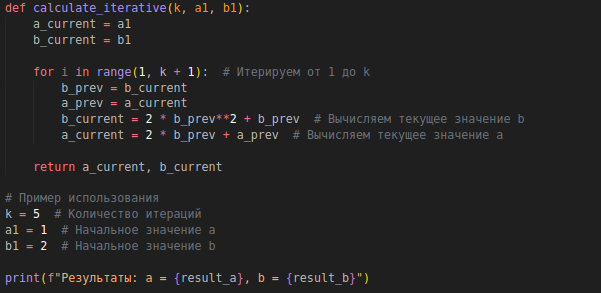 def calculate_iterative(k, a1, b1):
    a_current = a1
    b_current = b1

    for i in range(1, k + 1):  # Итерируем от 1 до k
        b_prev = b_current
        a_prev = a_current
        b_current = 2 * b_prev**2 + b_prev  # Вычисляем текущее значение b
        a_current = 2 * b_prev + a_prev  # Вычисляем текущее значение a

    return a_current, b_current

# Пример использования
k = 5  # Количество итераций
a1 = 1  # Начальное значение a
b1 = 2  # Начальное значение b

print(f"Результаты: a = {result_a}, b = {result_b}")